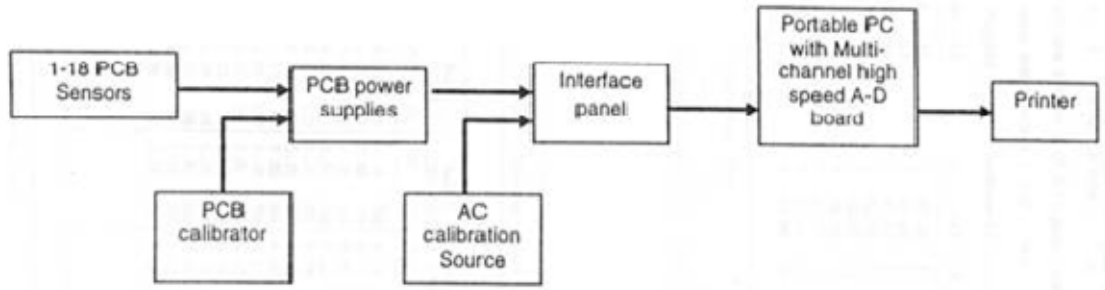 1-18 PCB
Sensors
PCB power
supplies
Interface
panel
Portable PC
with Multi-
channel high
speed A-D
board
Printer
PCB
calibrator
AC
calibration
Source